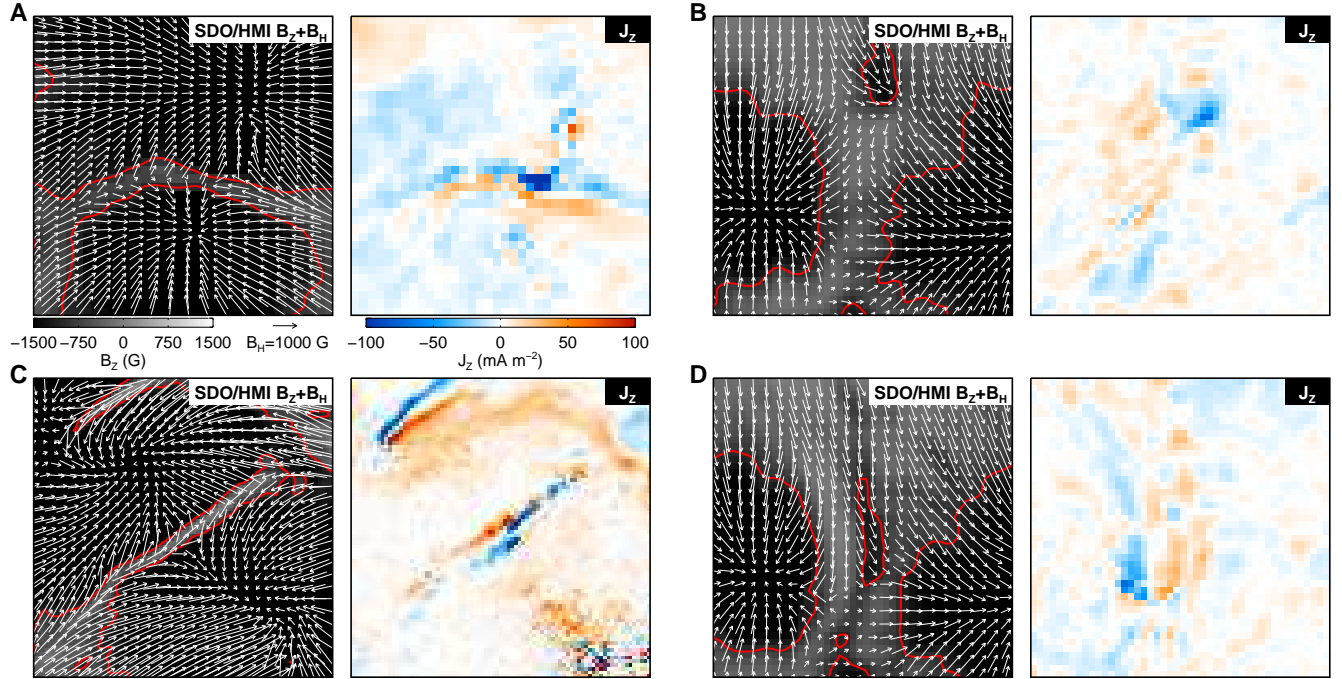 A
SDO/HMI B_Z+B_H
J_Z
B
SDO/HMI B_Z+B_H
J_Z
−1500 −750 0 750 1500
B_Z (G)
B_H=1000 G
−100 −50 0 50 100
J_Z (mA m⁻²)
C
SDO/HMI B_Z+B_H
J_Z
D
SDO/HMI B_Z+B_H
J_Z